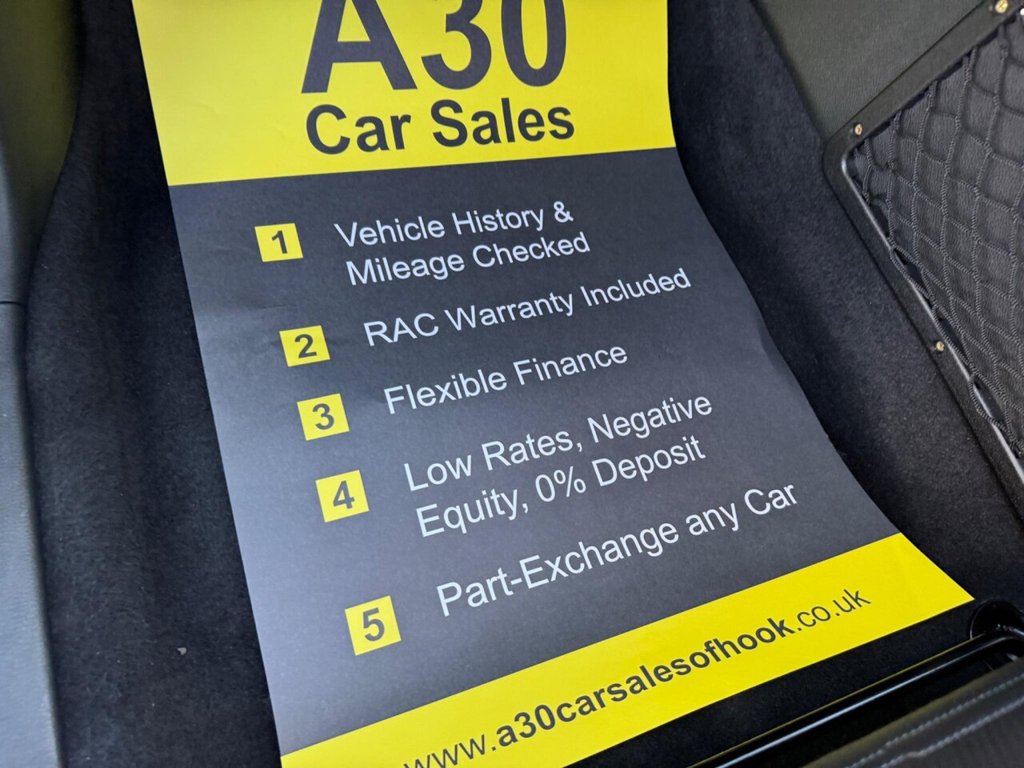 A30
Car Sales
1 Vehicle History &
Mileage Checked
2 RAC Warranty Included
3 Flexible Finance
4 Low Rates, Negative
Equity, 0% Deposit
5 Part-Exchange any Car
www.a30carsalesofhook.co.uk